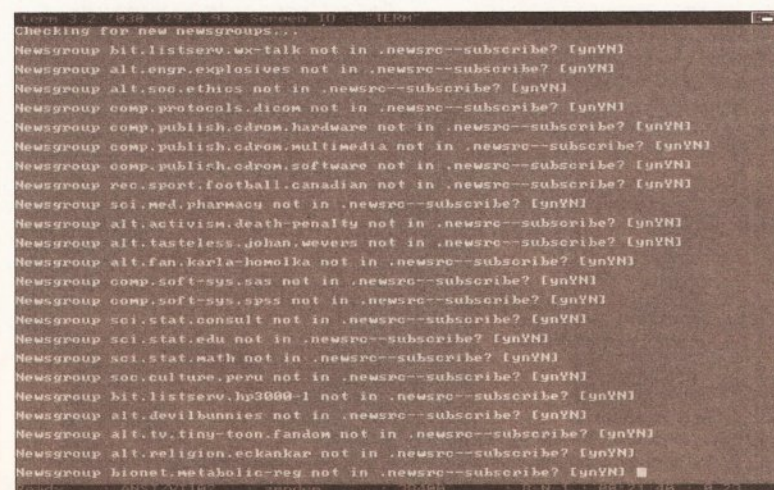 term 3.2 '030 (29.3.93) Screen ID = "TERM"
Checking for new newsgroups...
Newsgroup bit.listserv.wx-talk not in .newsrc--subscribe? [ynYN]
Newsgroup alt.engr.explosives not in .newsrc--subscribe? [ynYN]
Newsgroup alt.soc.ethics not in .newsrc--subscribe? [ynYN]
Newsgroup comp.protocols.dicom not in .newsrc--subscribe? [ynYN]
Newsgroup comp.publish.cdrom.hardware not in .newsrc--subscribe? [ynYN]
Newsgroup comp.publish.cdrom.multimedia not in .newsrc--subscribe? [ynYN]
Newsgroup comp.publish.cdrom.software not in .newsrc--subscribe? [ynYN]
Newsgroup rec.sport.football.canadian not in .newsrc--subscribe? [ynYN]
Newsgroup sci.med.pharmacy not in .newsrc--subscribe? [ynYN]
Newsgroup alt.activism.death-penalty not in .newsrc--subscribe? [ynYN]
Newsgroup alt.tasteless.johan.wevers not in .newsrc--subscribe? [ynYN]
Newsgroup alt.fan.karla-homolka not in .newsrc--subscribe? [ynYN]
Newsgroup comp.soft-sys.sas not in .newsrc--subscribe? [ynYN]
Newsgroup comp.soft-sys.spss not in .newsrc--subscribe? [ynYN]
Newsgroup sci.stat.consult not in .newsrc--subscribe? [ynYN]
Newsgroup sci.stat.edu not in .newsrc--subscribe? [ynYN]
Newsgroup sci.stat.math not in .newsrc--subscribe? [ynYN]
Newsgroup soc.culture.peru not in .newsrc--subscribe? [ynYN]
Newsgroup bit.listserv.hp3000-l not in .newsrc--subscribe? [ynYN]
Newsgroup alt.devilbunnies not in .newsrc--subscribe? [ynYN]
Newsgroup alt.tv.tiny-toon.fandom not in .newsrc--subscribe? [ynYN]
Newsgroup alt.religion.eckankar not in .newsrc--subscribe? [ynYN]
Newsgroup bionet.metabolic-reg not in .newsrc--subscribe? [ynYN]